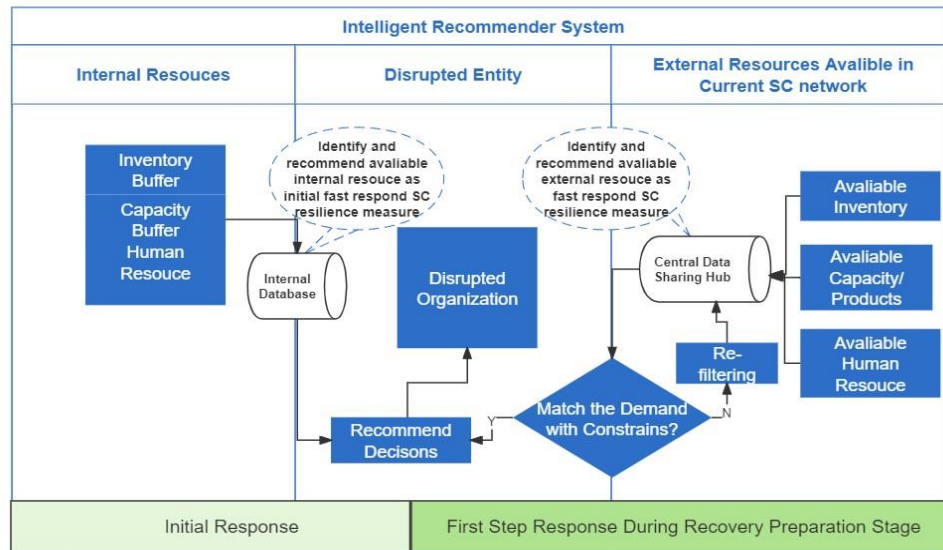 Intelligent Recommender System
Internal Resouces
Disrupted Entity
External Resources Avalible in
Current SC network
Inventory
Buffer
Capacity
Buffer
Human
Resouce
Identify and
recommend avaliable
internal resouce as
initial fast respond SC
resilience measure
Internal
Database
Disrupted
Organization
Recommend
Decisons
Identify and
recommend avaliable
external resouce as
fast respond SC
resilience measure
Central Data
Sharing Hub
Avaliable
Inventory
Avaliable
Capacity/
Products
Avaliable
Human
Resouce
Re-
filtering
Match the Demand
with Constrains?
Y
N
Initial Response
First Step Response During Recovery Preparation Stage